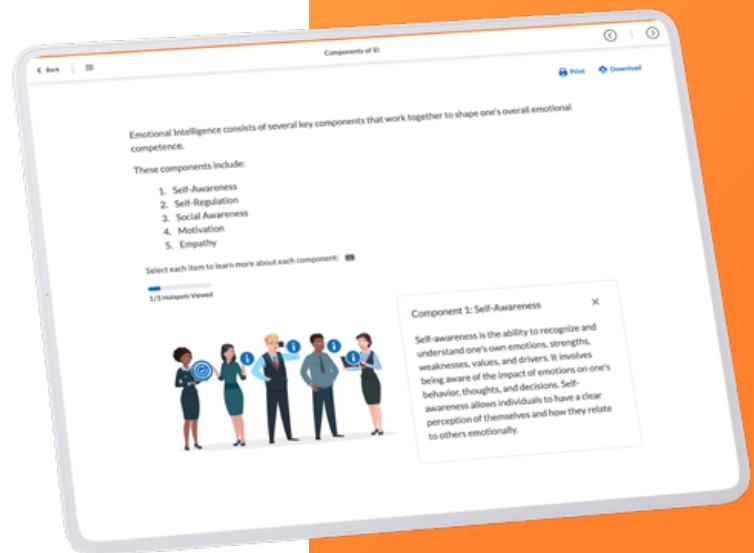 Back
Components of EI
Print Download
Emotional Intelligence consists of several key components that work together to shape one's overall emotional
competence.
These components include:
1. Self-Awareness
2. Self-Regulation
3. Social Awareness
4. Motivation
5. Empathy
Select each item to learn more about each component:
1/5 Hotspots Viewed
Component 1: Self-Awareness
Self-awareness is the ability to recognize and
understand one's own emotions, strengths,
weaknesses, values, and drivers. It involves
being aware of the impact of emotions on one's
behavior, thoughts, and decisions. Self-
awareness allows individuals to have a clear
perception of themselves and how they relate
to others emotionally.